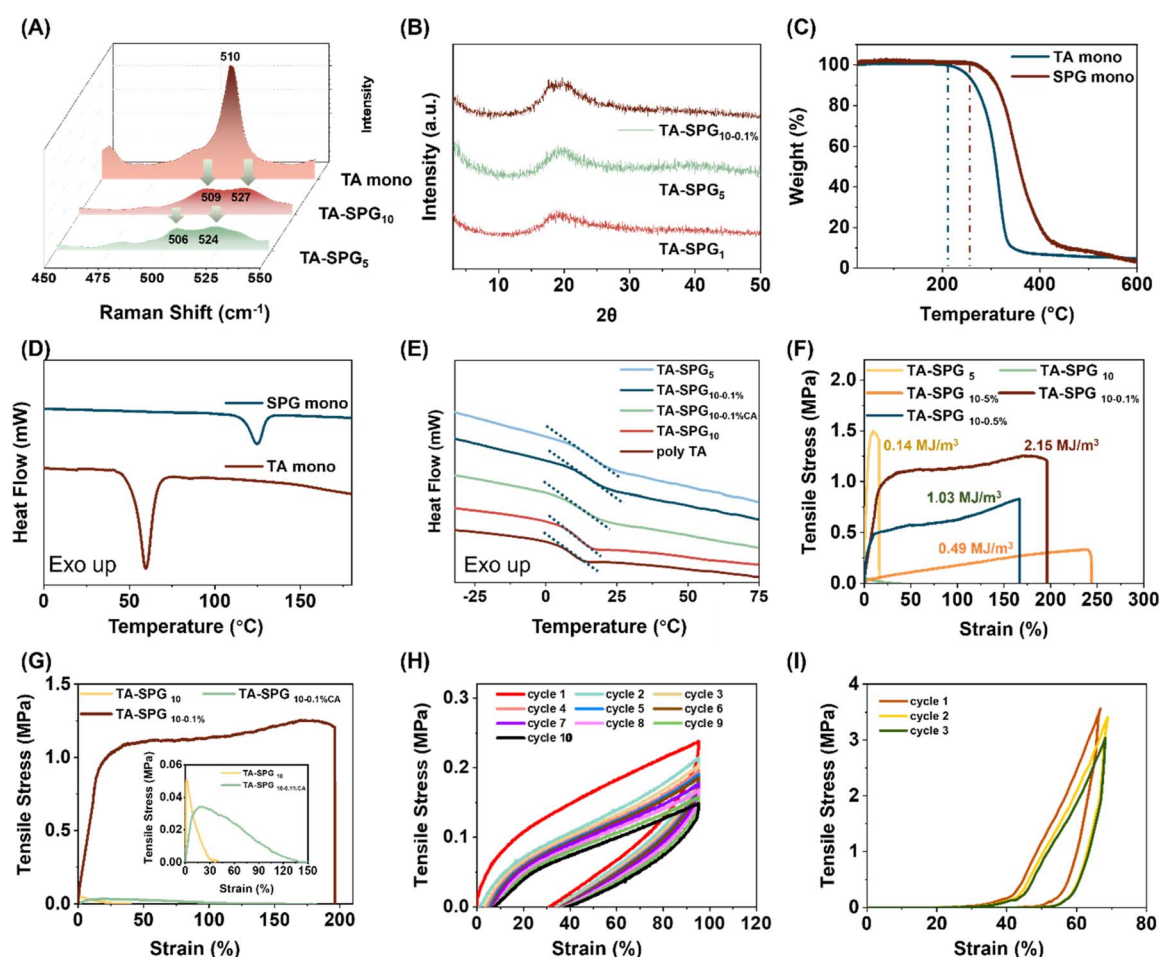 (A)
510
Intensity
TA mono
509 527
TA-SPG10
506 524
TA-SPG5
450 475 500 525 550
Raman Shift (cm-1)
(B)
Intensity (a.u.)
TA-SPG10-0.1%
TA-SPG5
TA-SPG1
10 20 30 40 50
2θ
(C)
TA mono
SPG mono
100
80
60
40
20
0
Weight (%)
200 400 600
Temperature (°C)
(D)
SPG mono
TA mono
Heat Flow (mW)
Exo up
0 50 100 150
Temperature (°C)
(E)
TA-SPG5
TA-SPG10-0.1%
TA-SPG10-0.1%CA
TA-SPG10
poly TA
Heat Flow (mW)
Exo up
-25 0 25 50 75
Temperature (°C)
(F)
TA-SPG 5 TA-SPG 10
TA-SPG 10-5% TA-SPG 10-0.1%
TA-SPG 10-0.5%
2.0
1.5
1.0
0.5
0.0
Tensile Stress (MPa)
0.14 MJ/m3 2.15 MJ/m3
1.03 MJ/m3
0.49 MJ/m3
0 50 100 150 200 250 300
Strain (%)
(G)
TA-SPG 10 TA-SPG 10-0.1%CA
TA-SPG 10-0.1%
1.5
1.0
0.5
0.0
Tensile Stress (MPa)
0.06
0.04
0.02
0.00
Tensile Stress (MPa)
TA-SPG 10
TA-SPG 10-0.1%CA
0 30 60 90 120 150
Strain (%)
0 50 100 150 200
Strain (%)
(H)
cycle 1 cycle 2 cycle 3
cycle 4 cycle 5 cycle 6
cycle 7 cycle 8 cycle 9
cycle 10
0.3
0.2
0.1
0.0
Tensile Stress (MPa)
0 20 40 60 80 100 120
Strain (%)
(I)
cycle 1
cycle 2
cycle 3
4
3
2
1
0
Tensile Stress (MPa)
0 20 40 60 80
Strain (%)